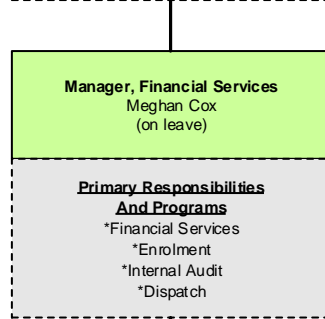 Manager, Financial Services
Meghan Cox
(on leave)
Primary Responsibilities
And Programs
*Financial Services
*Enrolment
*Internal Audit
*Dispatch